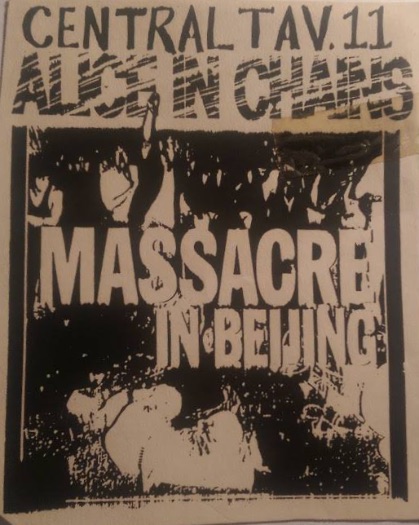 CENTRAL TAV. 11
ALICE IN CHAINS
MASSACRE
IN BEIJING